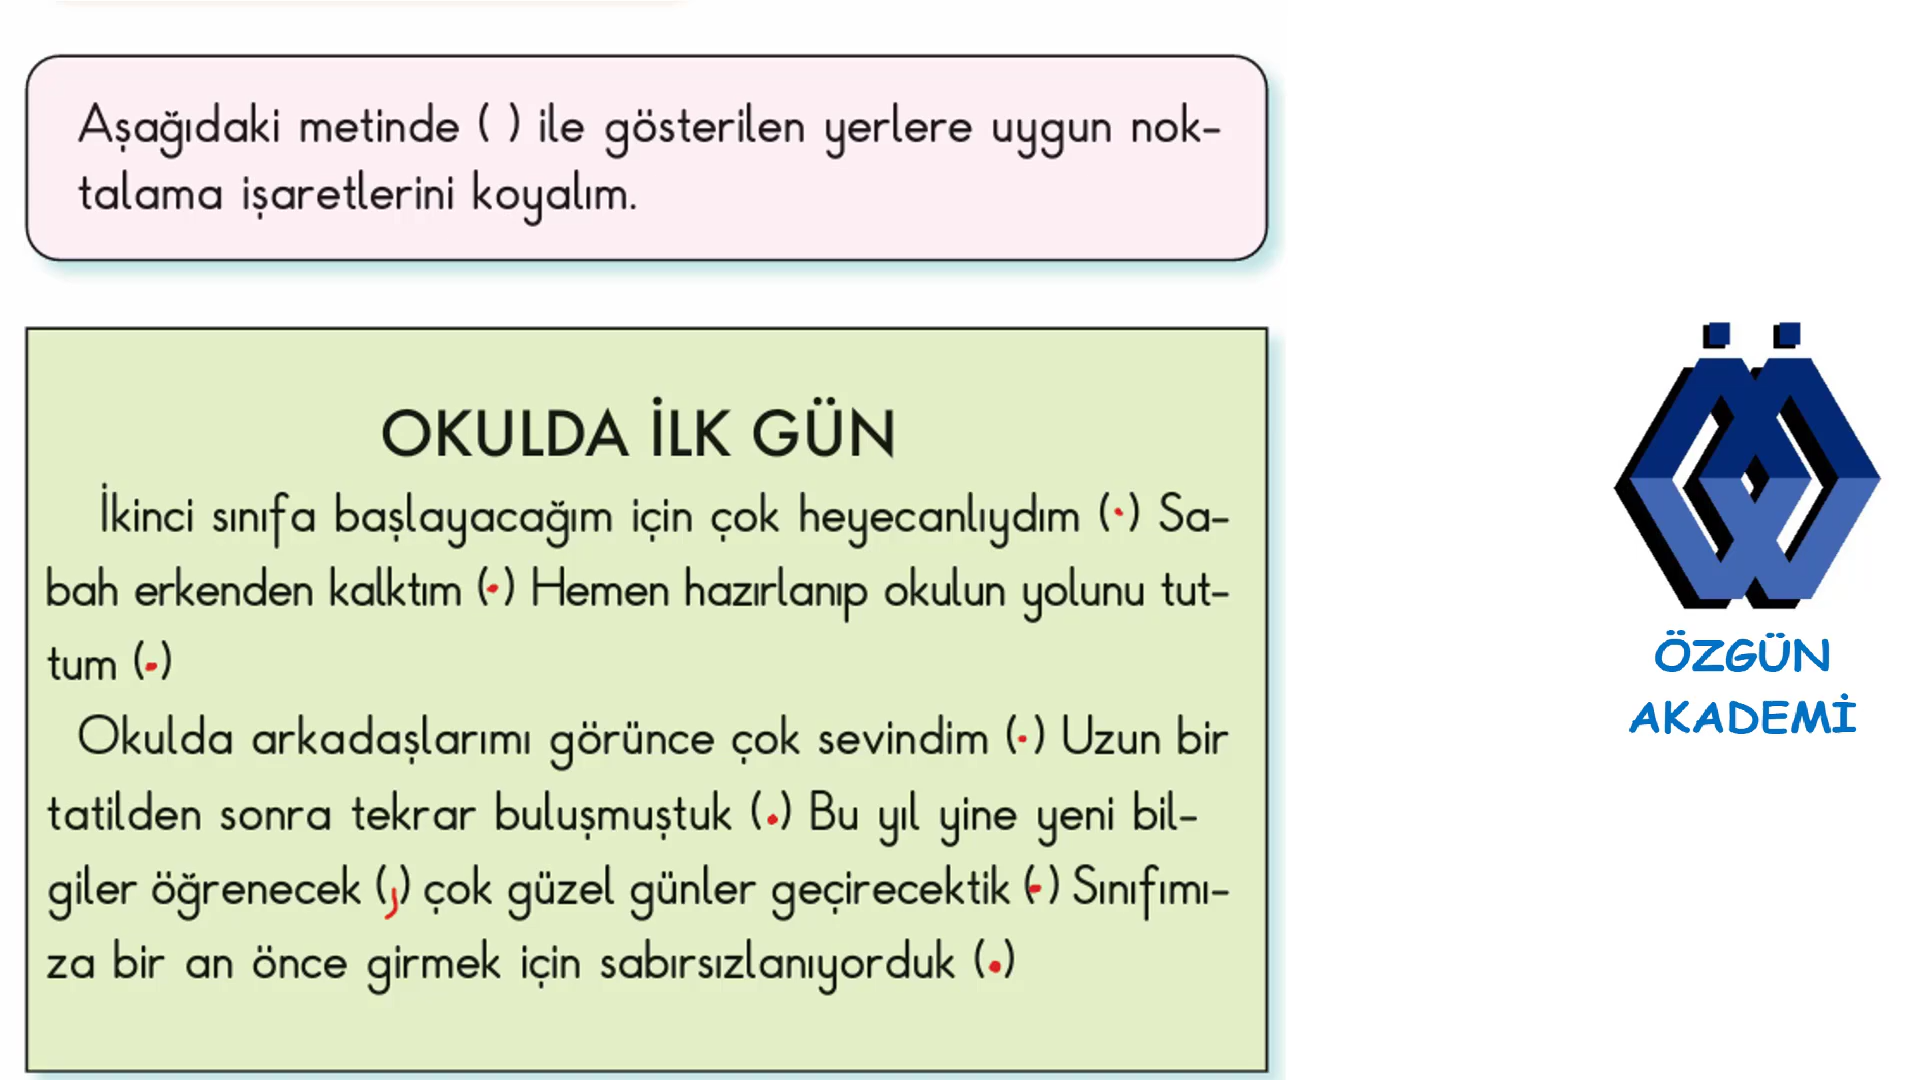 Aşağıdaki metinde ( ) ile gösterilen yerlere uygun nok-
talama işaretlerini koyalım.
OKULDA İLK GÜN
İkinci sınıfa başlayacağım için çok heyecanlıydım (.) Sa-
bah erkenden kalktım (.) Hemen hazırlanıp okulun yolunu tut-
tum (.)
Okulda arkadaşlarımı görünce çok sevindim (.) Uzun bir
tatilden sonra tekrar buluşmuştuk (.) Bu yıl yine yeni bil-
giler öğrenecek (,) çok güzel günler geçirecektik (.) Sınıfımı-
za bir an önce girmek için sabırsızlanıyorduk (.)
ÖZGÜN
AKADEMİ